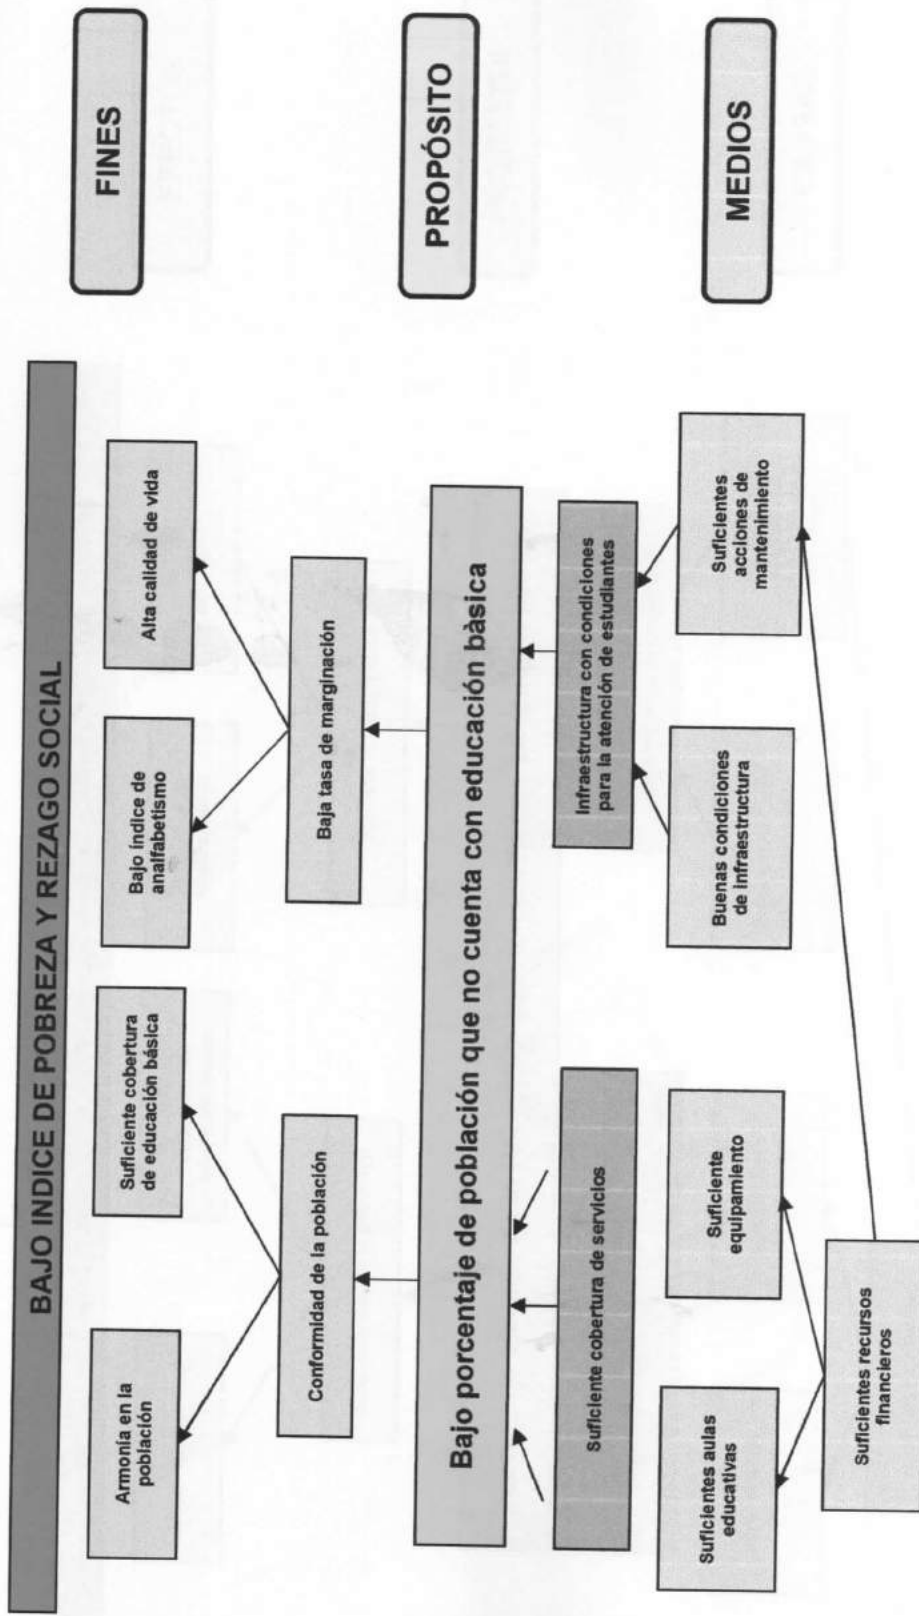 BAJO INDICE DE POBREZA Y REZAGO SOCIAL
FINES
Armonía en la
población
Suficiente cobertura
de educación básica
Bajo índice de
analfabetismo
Alta calidad de vida
Conformidad de la población
Baja tasa de marginación
PROPÓSITO
Bajo porcentaje de población que no cuenta con educación bàsica
Suficiente cobertura de servicios
Infraestructura con condiciones
para la atención de estudiantes
MEDIOS
Suficientes aulas
educativas
Suficiente
equipamiento
Buenas condiciones
de infraestructura
Suficientes
acciones de
mantenimiento
Suficientes recursos
financieros